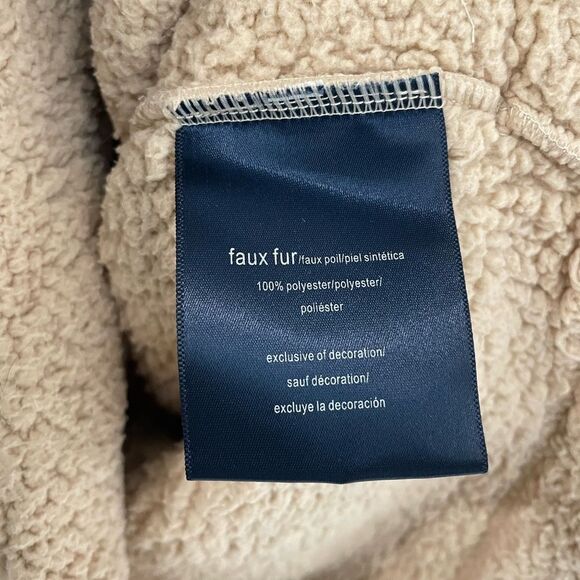 faux fur/faux poil/piel sintética
100% polyester/polyester/
poliéster
exclusive of decoration/
sauf décoration/
excluye la decoración